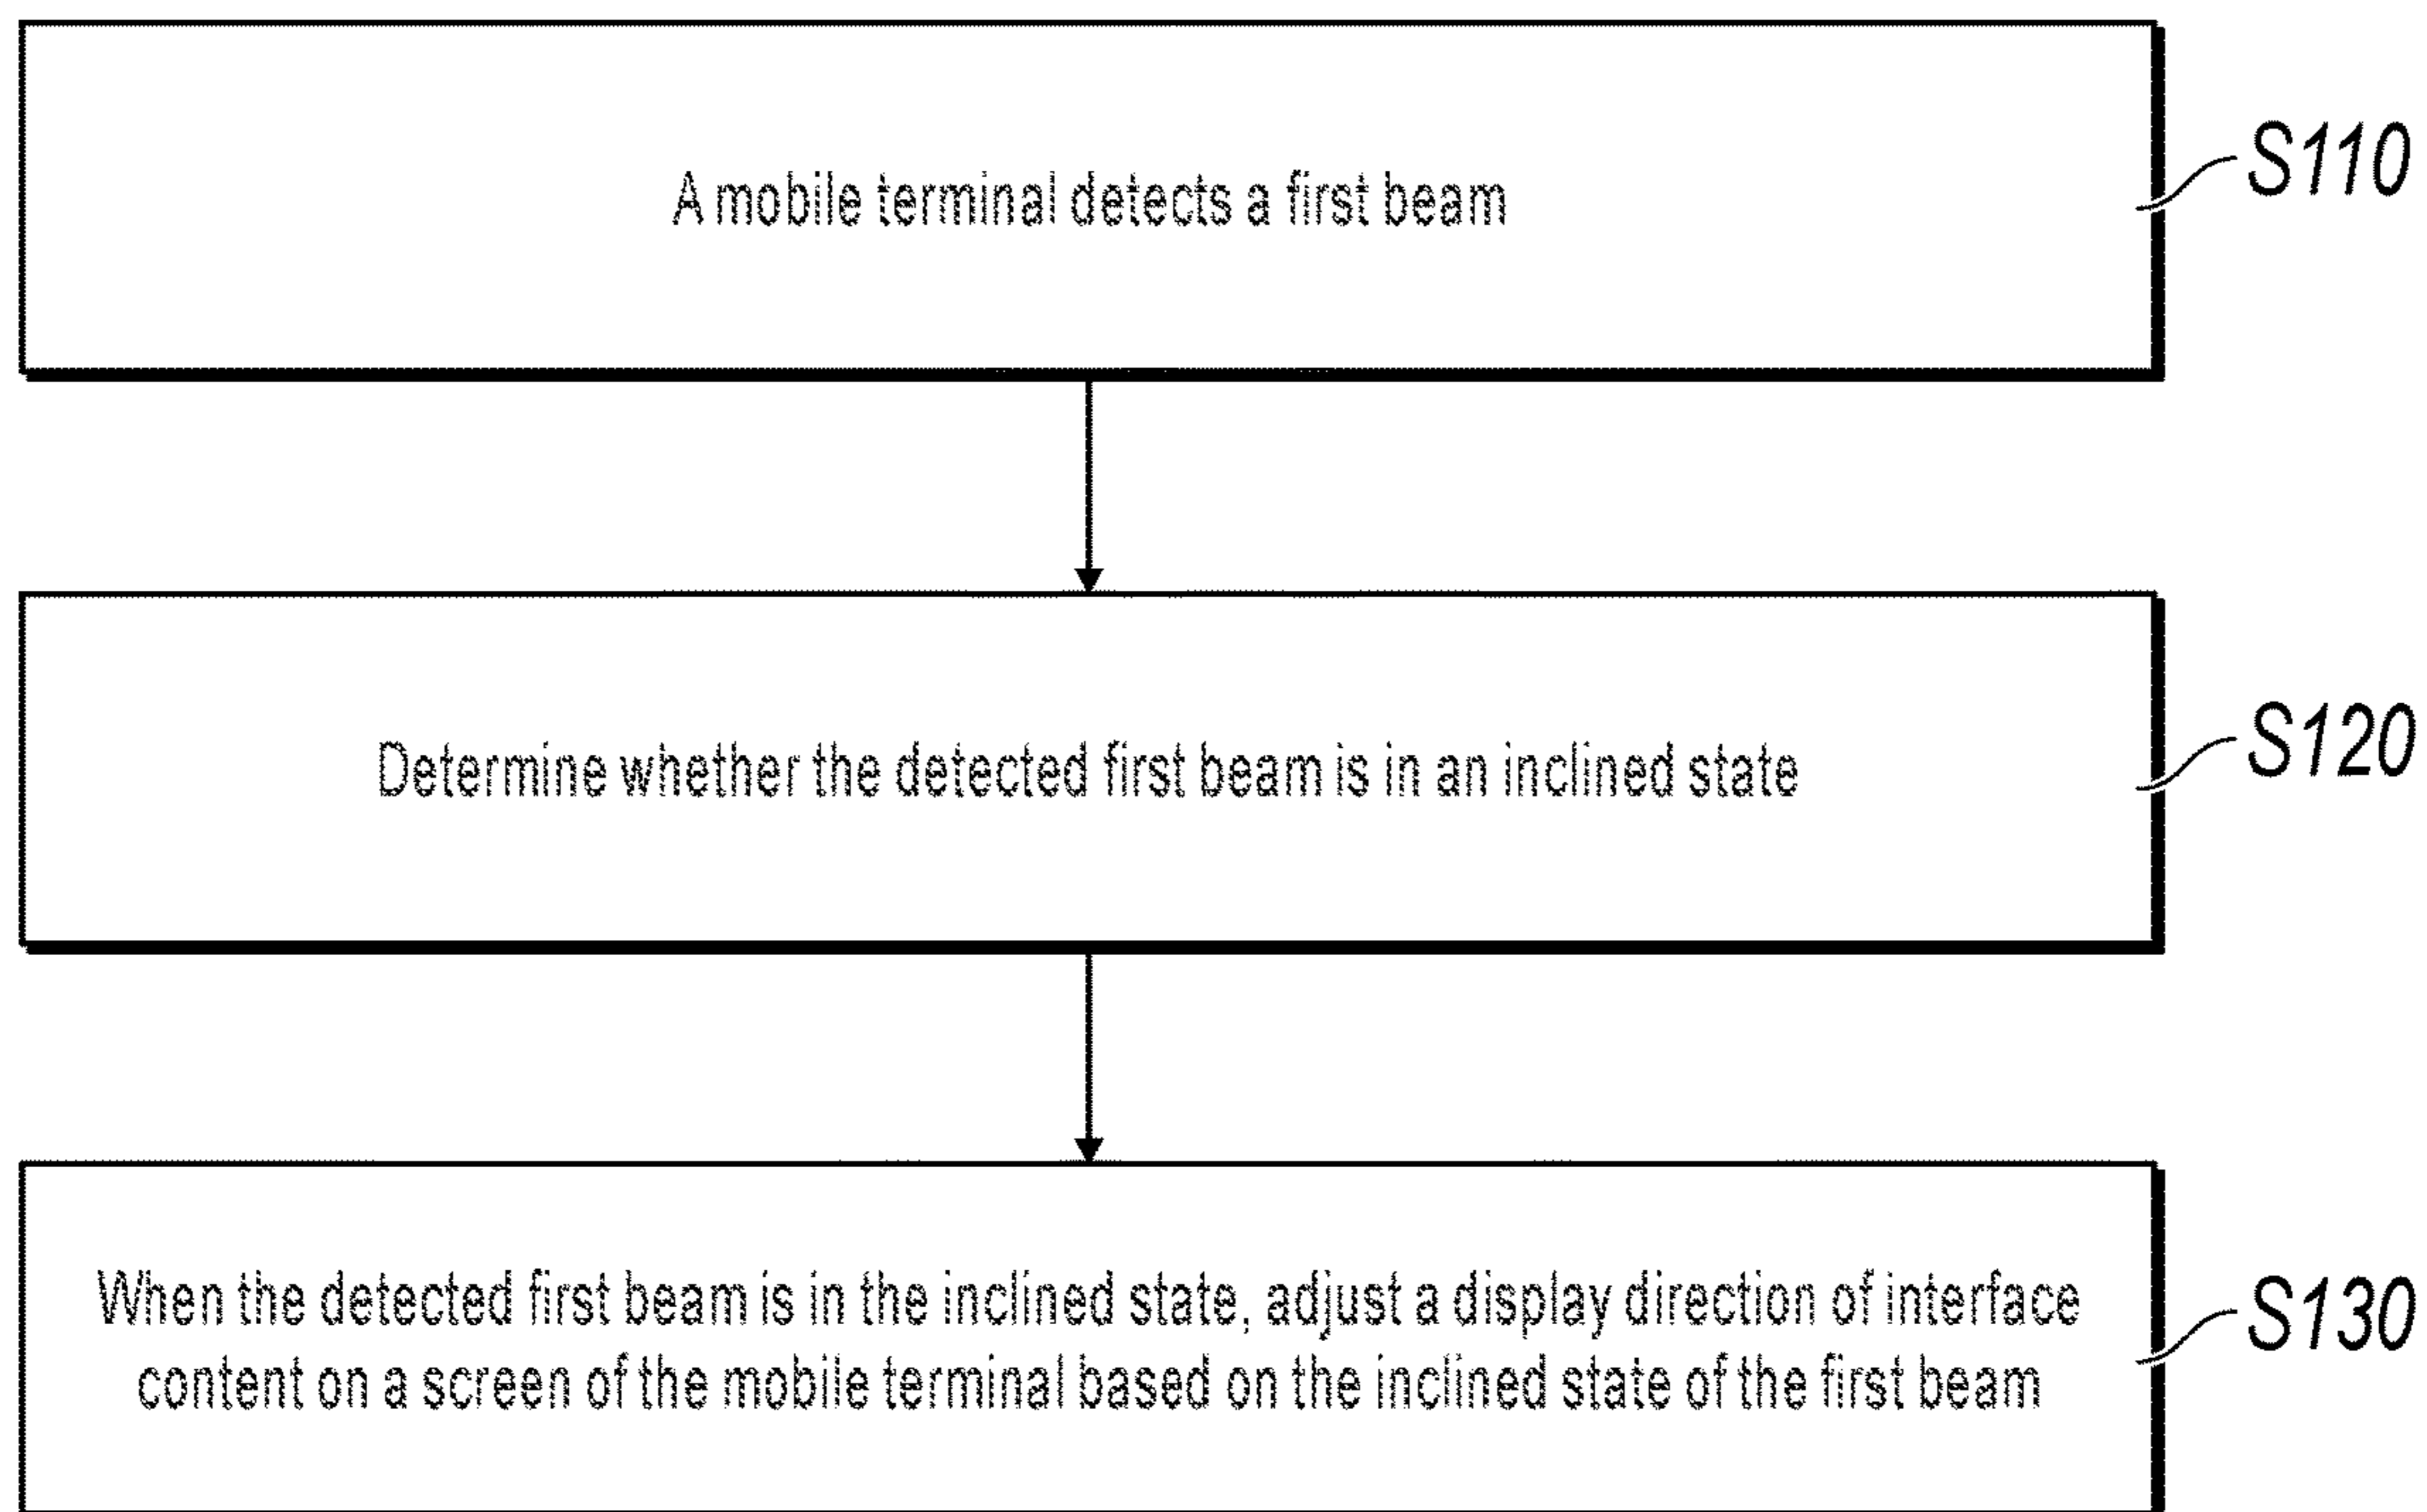 A mobile terminal detects a first beam
S110
Determine whether the detected first beam is in an inclined state
S120
When the detected first beam is in the inclined state, adjust a display direction of interface
content on a screen of the mobile terminal based on the inclined state of the first beam
S130